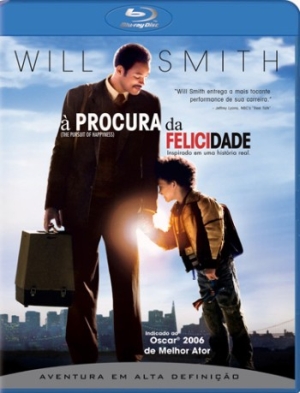 Blu-ray Disc
WILL SMITH
"Will Smith entrega a mais tocante
performance de sua carreira."
à PROCURA da
(THE PURSUIT OF HAPPYNESS)
FELICIDADE
Inspirado em uma história real.
Indicado ao
Oscar® 2006
de Melhor Ator
AVENTURA EM ALTA DEFINIÇÃO